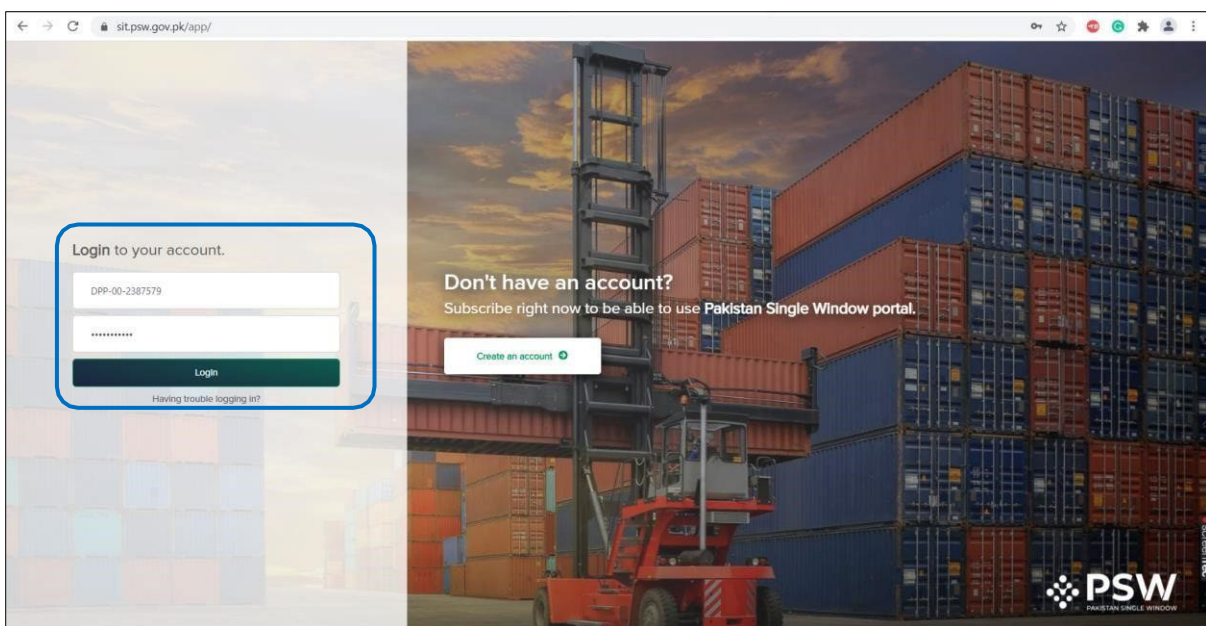 sit.psw.gov.pk/app/
Login to your account.
DPP-00-2387579
•••••••••••
Login
Having trouble logging in?
Don't have an account?
Subscribe right now to be able to use Pakistan Single Window portal.
Create an account
PSW
PAKISTAN SINGLE WINDOW